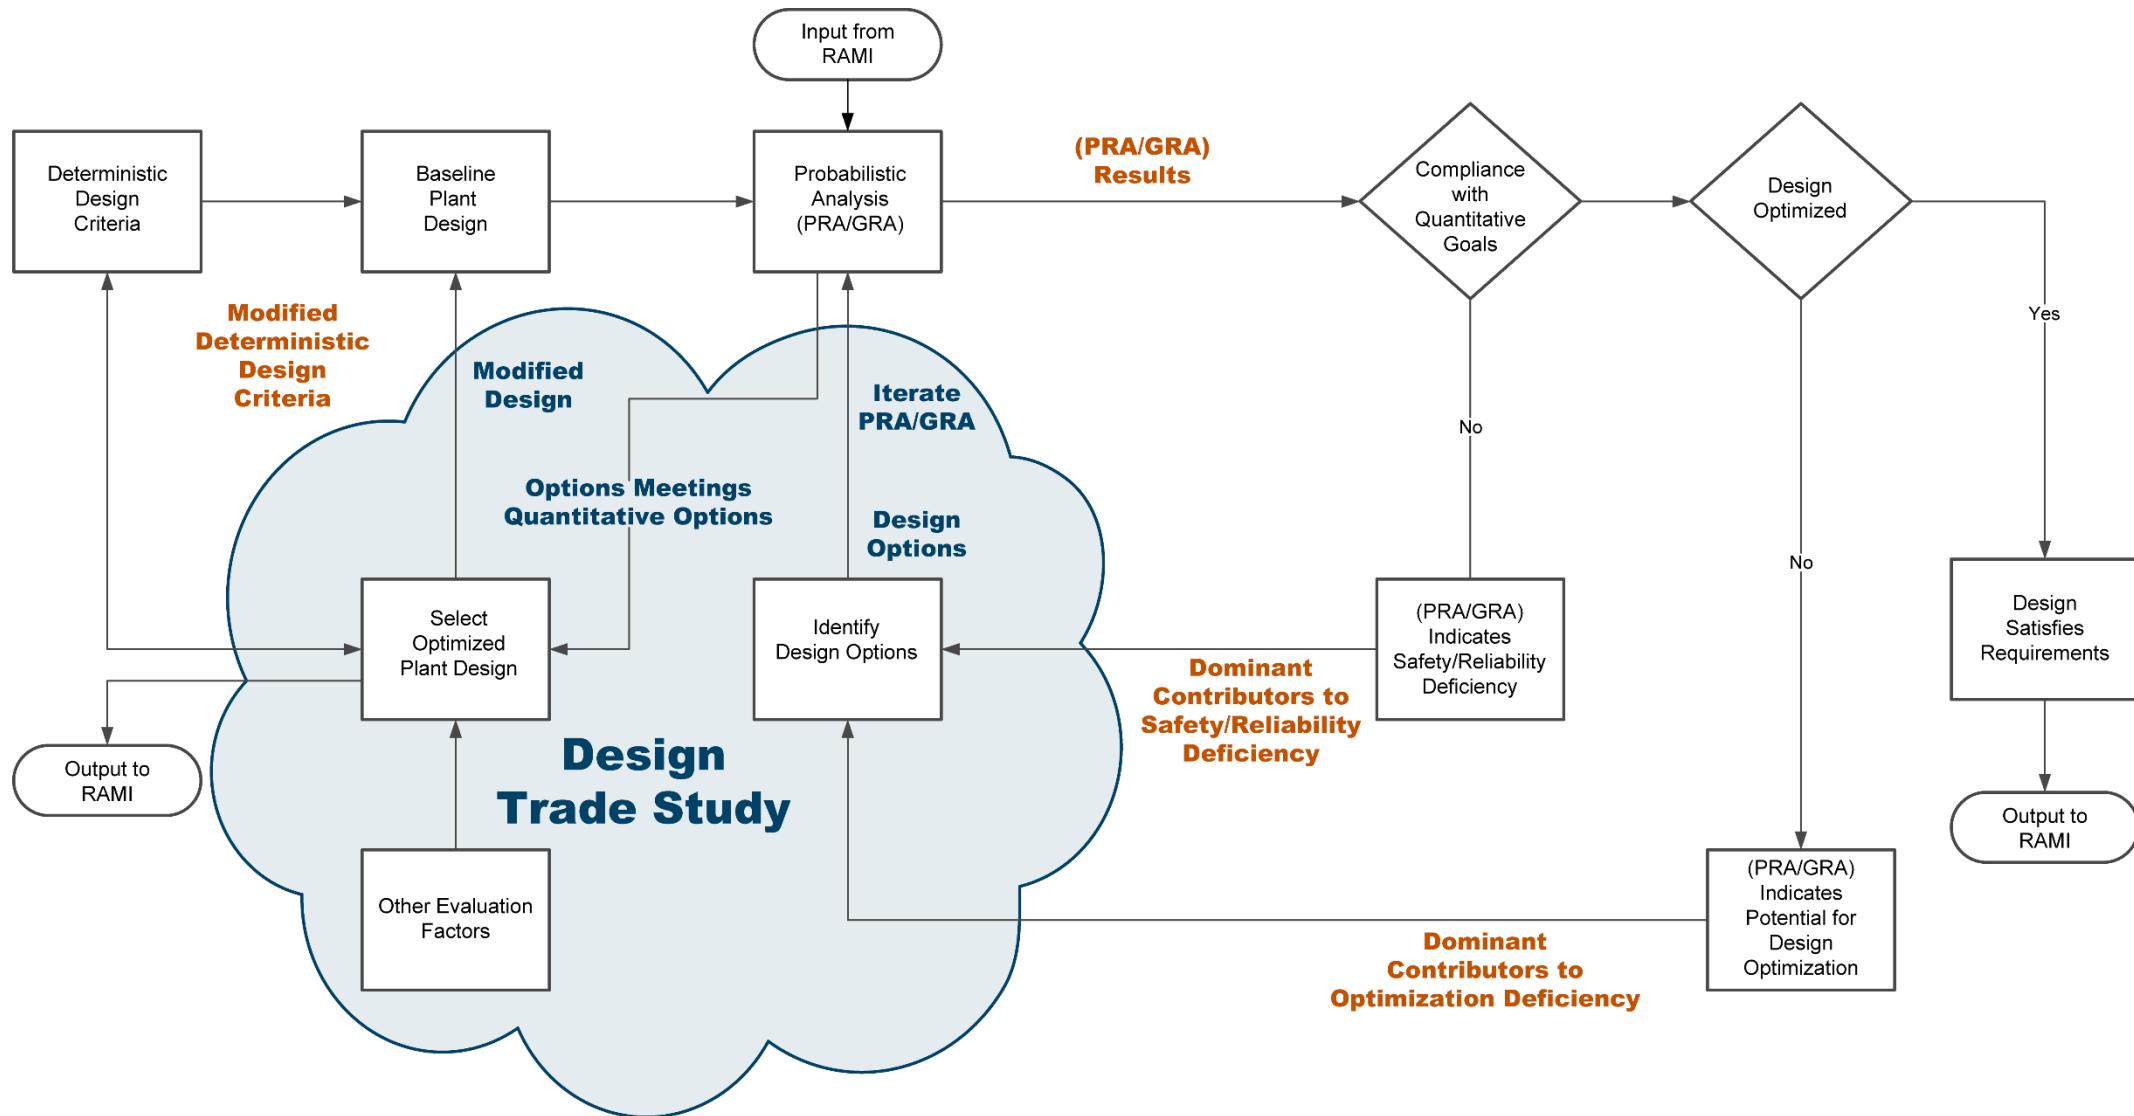 Input from
RAMI
Deterministic
Design
Criteria
Baseline
Plant
Design
Probabilistic
Analysis
(PRA/GRA)
(PRA/GRA)
Results
Compliance
with
Quantitative
Goals
Design
Optimized
Modified
Deterministic
Design
Criteria
Modified
Design
Iterate
PRA/GRA
Yes
No
Options Meetings
Quantitative Options
Design
Options
No
Select
Optimized
Plant Design
Identify
Design Options
(PRA/GRA)
Indicates
Safety/Reliability
Deficiency
Design
Satisfies
Requirements
Dominant
Contributors to
Safety/Reliability
Deficiency
Output to
RAMI
Design
Trade Study
Output to
RAMI
Other Evaluation
Factors
(PRA/GRA)
Indicates
Potential for
Design
Optimization
Dominant
Contributors to
Optimization Deficiency